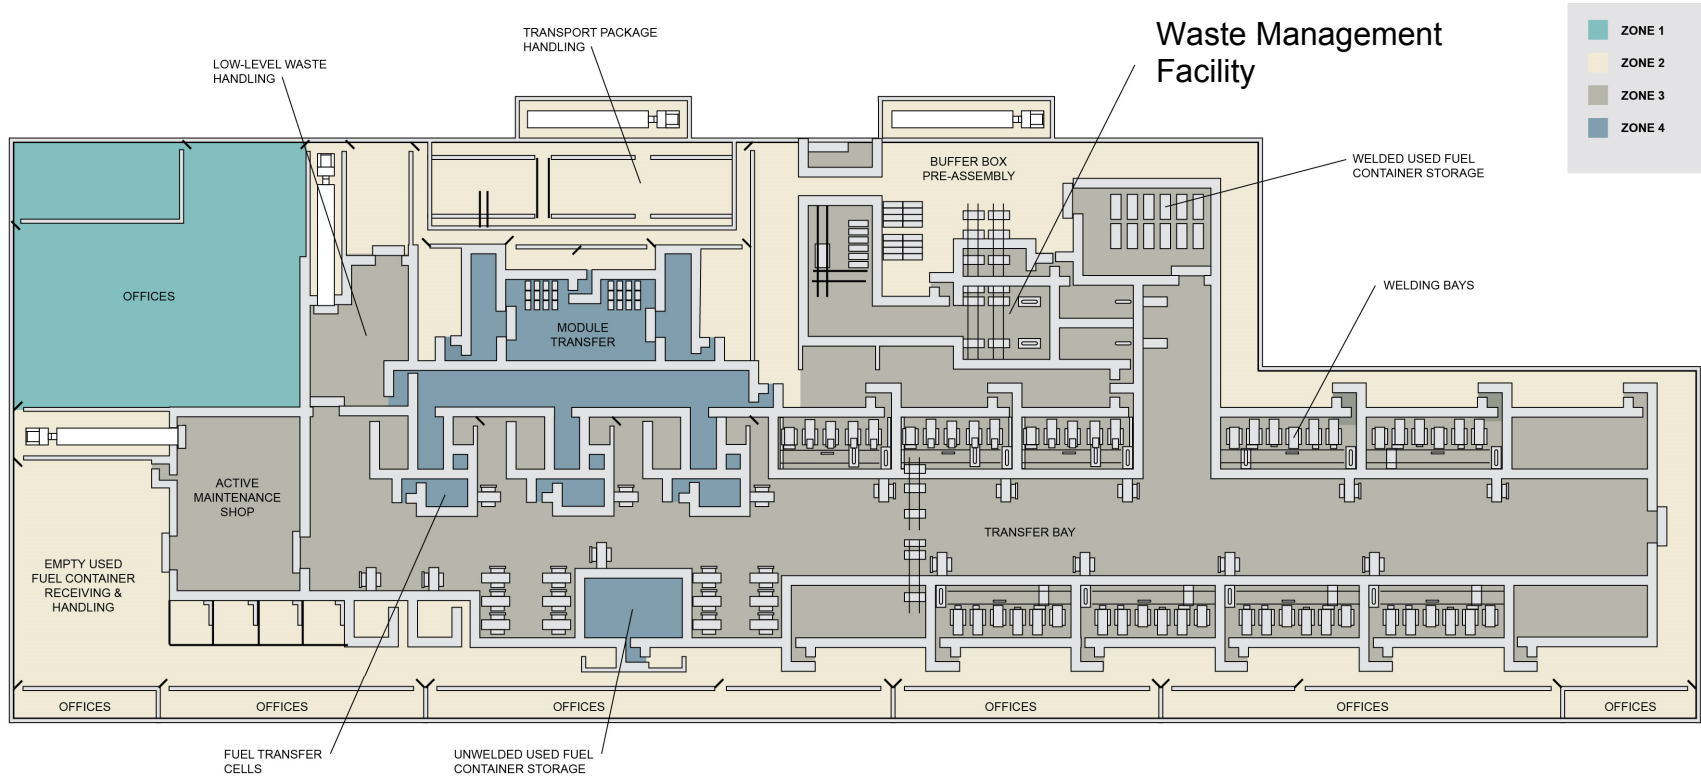 Waste Management
Facility
ZONE 1
ZONE 2
ZONE 3
ZONE 4
TRANSPORT PACKAGE
HANDLING
LOW-LEVEL WASTE
HANDLING
BUFFER BOX
PRE-ASSEMBLY
WELDED USED FUEL
CONTAINER STORAGE
OFFICES
MODULE
TRANSFER
WELDING BAYS
ACTIVE
MAINTENANCE
SHOP
TRANSFER BAY
EMPTY USED
FUEL CONTAINER
RECEIVING &
HANDLING
OFFICES
OFFICES
OFFICES
OFFICES
OFFICES
OFFICES
FUEL TRANSFER
CELLS
UNWELDED USED FUEL
CONTAINER STORAGE